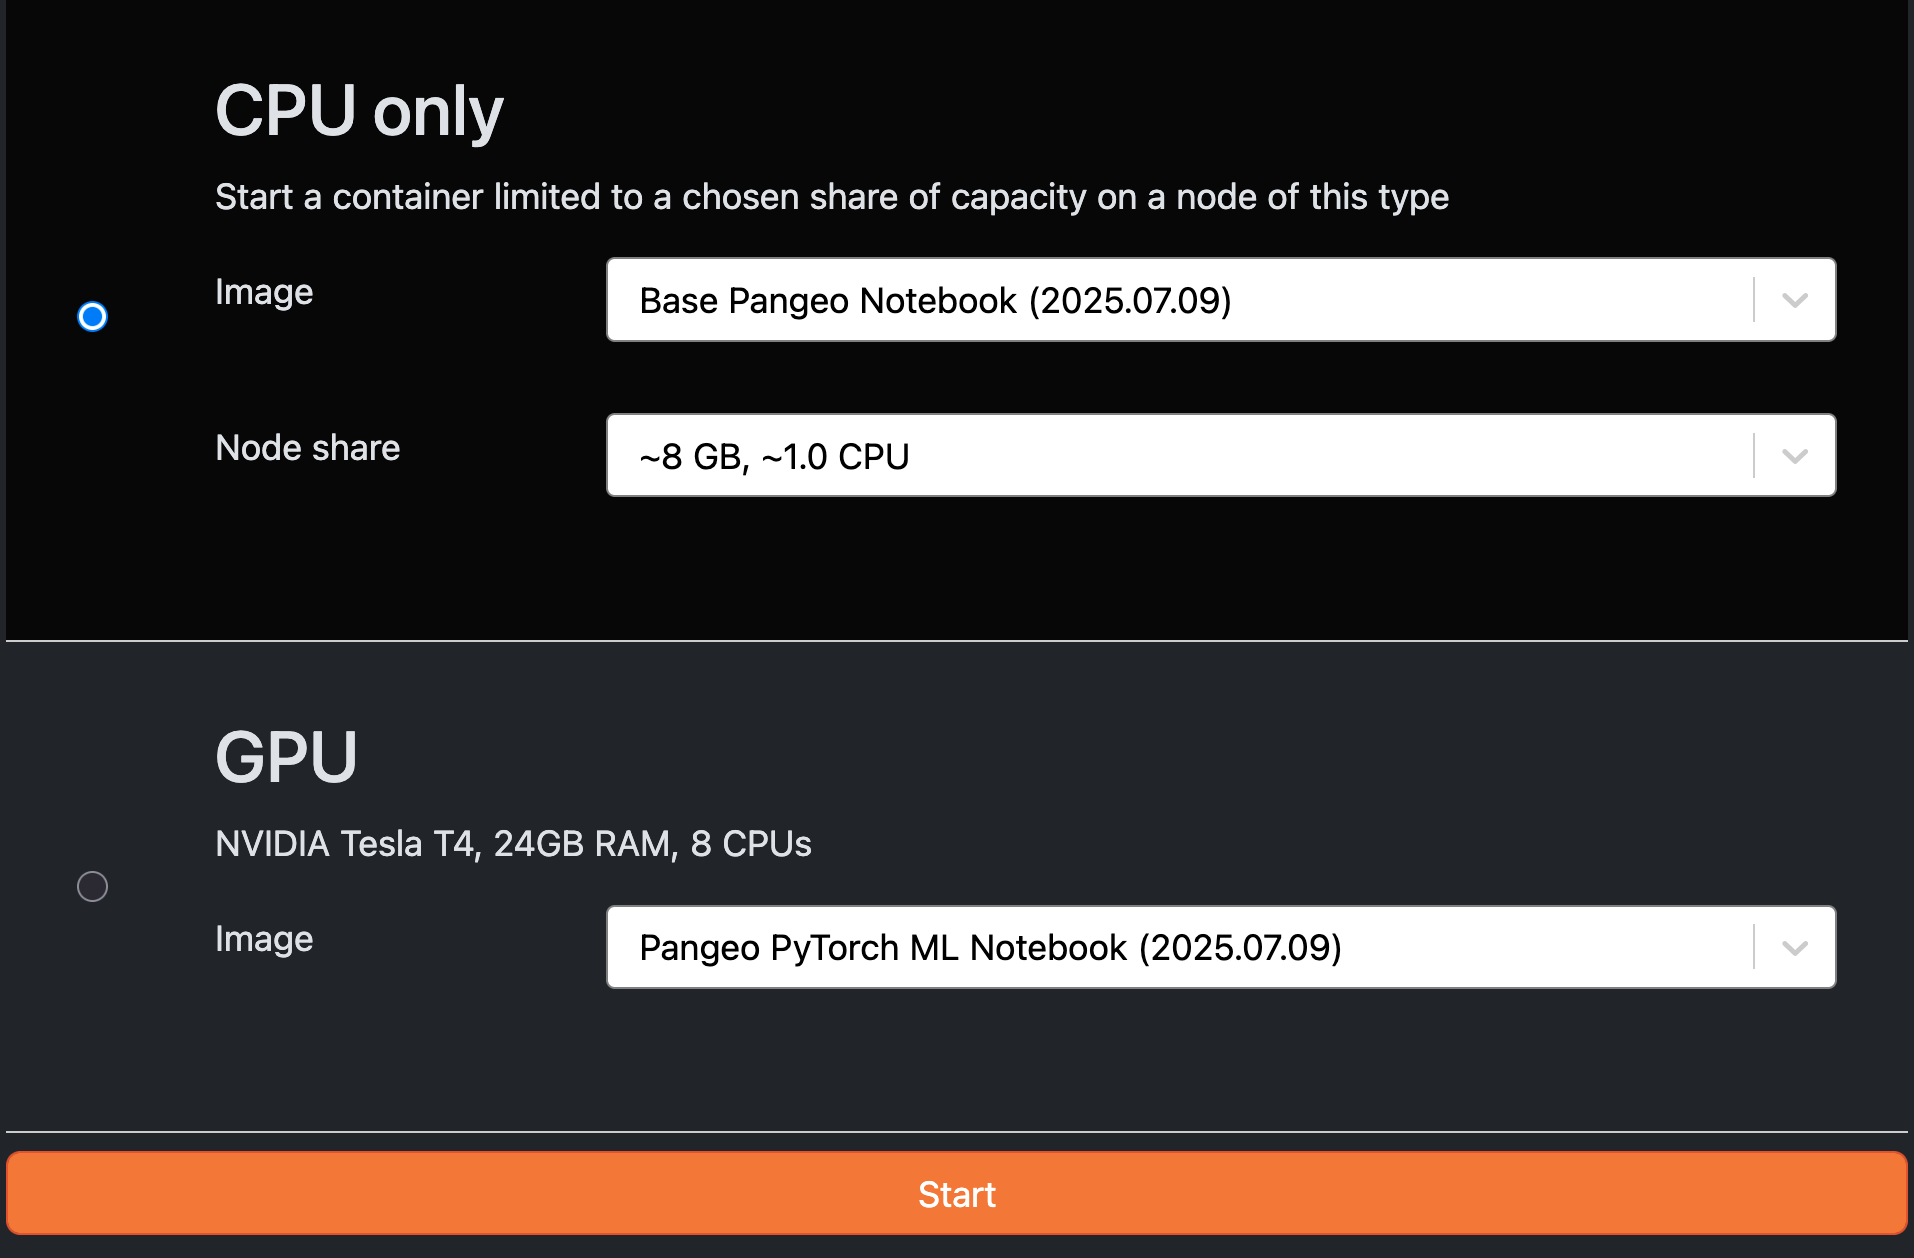 CPU only
Start a container limited to a chosen share of capacity on a node of this type
Image
Base Pangeo Notebook (2025.07.09)
Node share
~8 GB, ~1.0 CPU
GPU
NVIDIA Tesla T4, 24GB RAM, 8 CPUs
Image
Pangeo PyTorch ML Notebook (2025.07.09)
Start